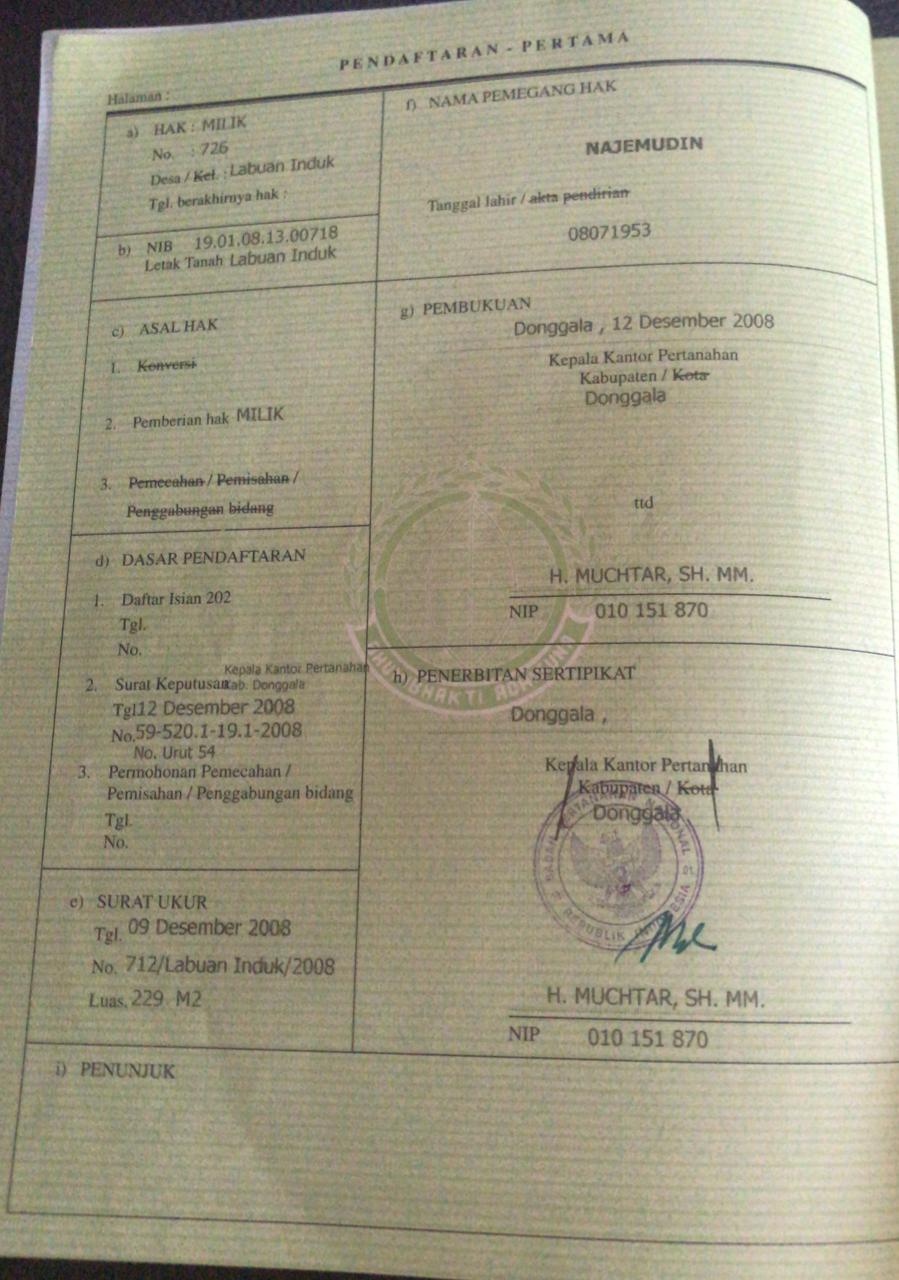 PENDAFTARAN - PERTAMA
Halaman :
a) HAK : MILIK
No. : 726
Desa / Kel. : Labuan Induk
Tgl. berakhirnya hak :
b) NIB 19.01.08.13.00718
Letak Tanah Labuan Induk
c) ASAL HAK
1. Konversi
2. Pemberian hak MILIK
3. Pemecahan / Pemisahan /
Penggabungan bidang
d) DASAR PENDAFTARAN
1. Daftar Isian 202
Tgl.
No.
Kepala Kantor Pertanahan
2. Surat Keputusan Kab. Donggala
Tgl. 12 Desember 2008
No. 59-520.1-19.1-2008
No. Urut 54
3. Permohonan Pemecahan /
Pemisahan / Penggabungan bidang
Tgl.
No.
e) SURAT UKUR
Tgl. 09 Desember 2008
No. 712/Labuan Induk/2008
Luas. 229 M2
f) NAMA PEMEGANG HAK
NAJEMUDIN
Tanggal lahir / akta pendirian
08071953
g) PEMBUKUAN
Donggala , 12 Desember 2008
Kepala Kantor Pertanahan
Kabupaten / Kota
Donggala
ttd
H. MUCHTAR, SH. MM.
NIP 010 151 870
h) PENERBITAN SERTIPIKAT
Donggala ,
Kepala Kantor Pertanahan
Kabupaten / Kota
Donggala
BADAN PERTANAHAN NASIONAL
REPUBLIK INDONESIA
H. MUCHTAR, SH. MM.
NIP 010 151 870
i) PENUNJUK